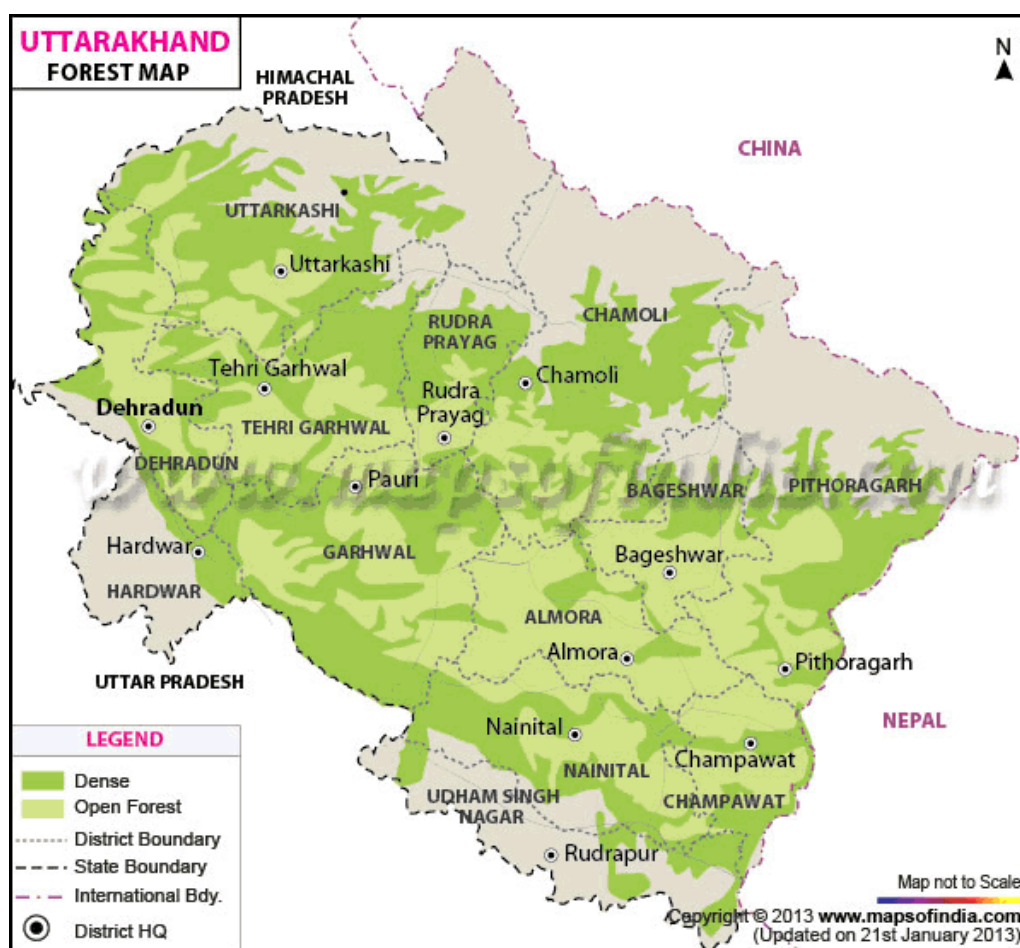 UTTARAKHAND
FOREST MAP
N
HIMACHAL
PRADESH
CHINA
UTTARKASHI
Uttarkashi
CHAMOLI
RUDRA
PRAYAG
Tehri Garhwal
Chamoli
Rudra
Prayag
Dehradun
TEHRI GARHWAL
DEHRADUN
www.mapsofindia.com
Pauri
BAGESHWAR
PITHORAGARH
Hardwar
GARHWAL
Bageshwar
HARDWAR
ALMORA
Almora
Pithoragarh
UTTAR PRADESH
NEPAL
Nainital
Champawat
NAINITAL
CHAMPAWAT
UDHAM SINGH
NAGAR
Rudrapur
LEGEND
Dense
Open Forest
District Boundary
State Boundary
International Bdy.
District HQ
Map not to Scale
Copyright © 2013 www.mapsofindia.com
(Updated on 21st January 2013)